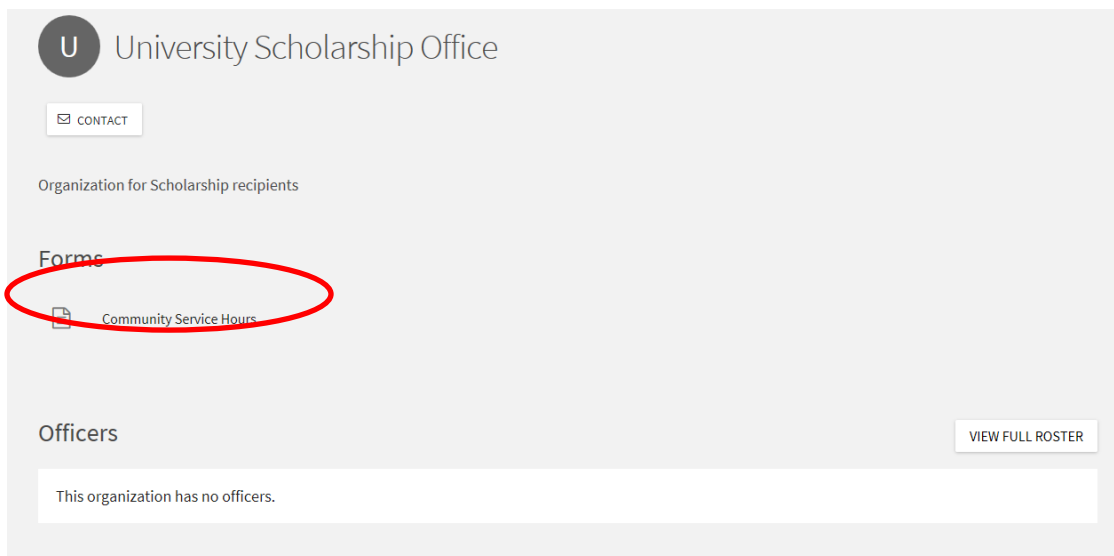 U
University Scholarship Office
CONTACT
Organization for Scholarship recipients
Forms
Community Service Hours
Officers
VIEW FULL ROSTER
This organization has no officers.